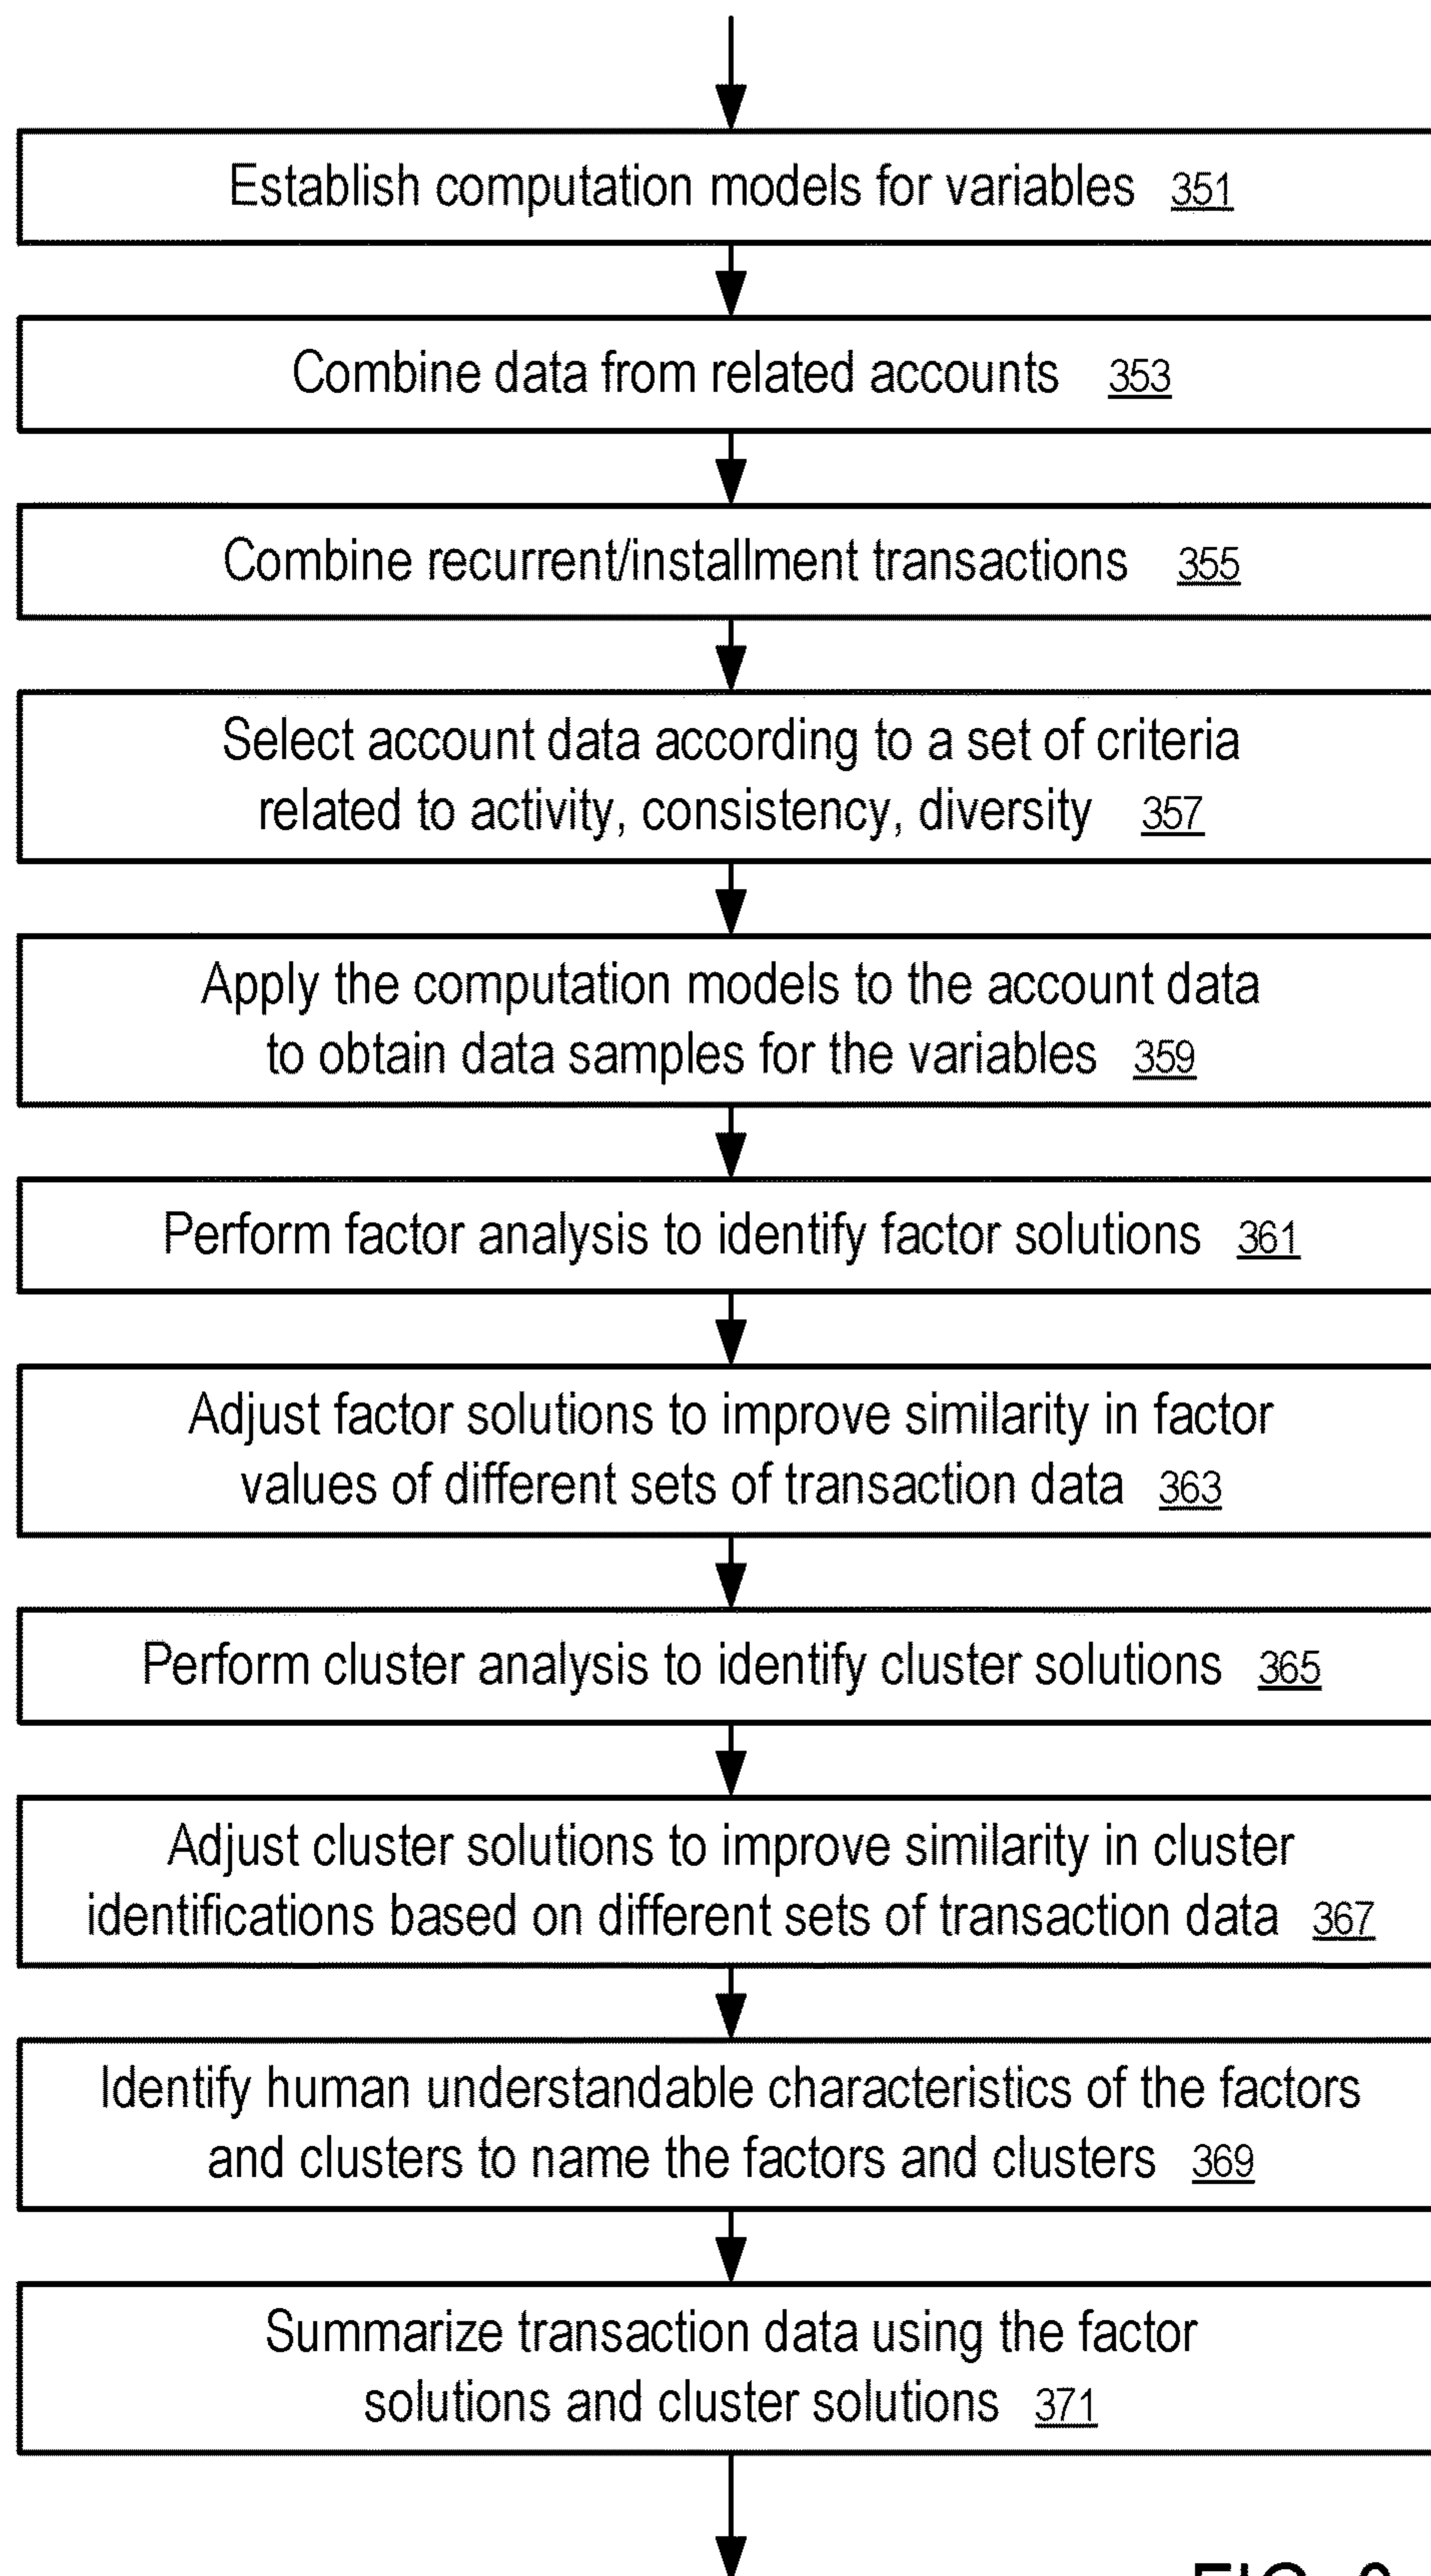 Establish computation models for variables 351
Combine data from related accounts 353
Combine recurrent/installment transactions 355
Select account data according to a set of criteria
related to activity, consistency, diversity 357
Apply the computation models to the account data
to obtain data samples for the variables 359
Perform factor analysis to identify factor solutions 361
Adjust factor solutions to improve similarity in factor
values of different sets of transaction data 363
Perform cluster analysis to identify cluster solutions 365
Adjust cluster solutions to improve similarity in cluster
identifications based on different sets of transaction data 367
Identify human understandable characteristics of the factors
and clusters to name the factors and clusters 369
Summarize transaction data using the factor
solutions and cluster solutions 371